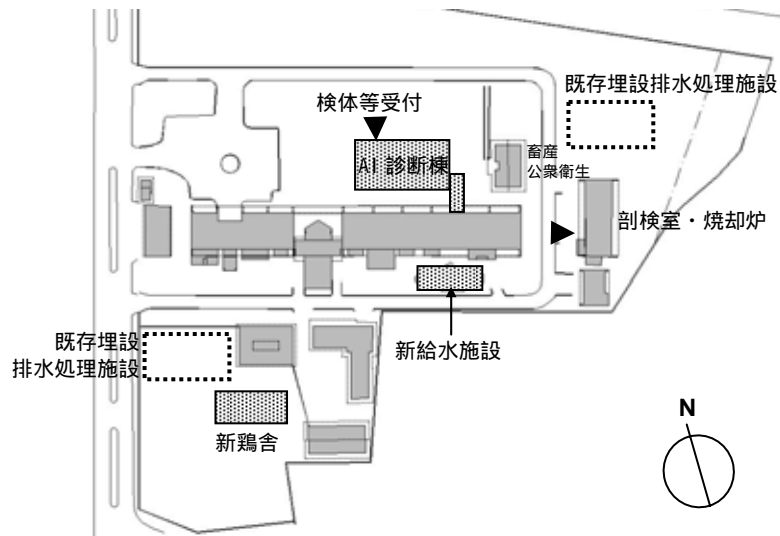 既存埋設排水処理施設
検体等受付
AI 診断棟
畜産
公衆衛生
剖検室・焼却炉
既存埋設
排水処理施設
新給水施設
新鶏舎
N